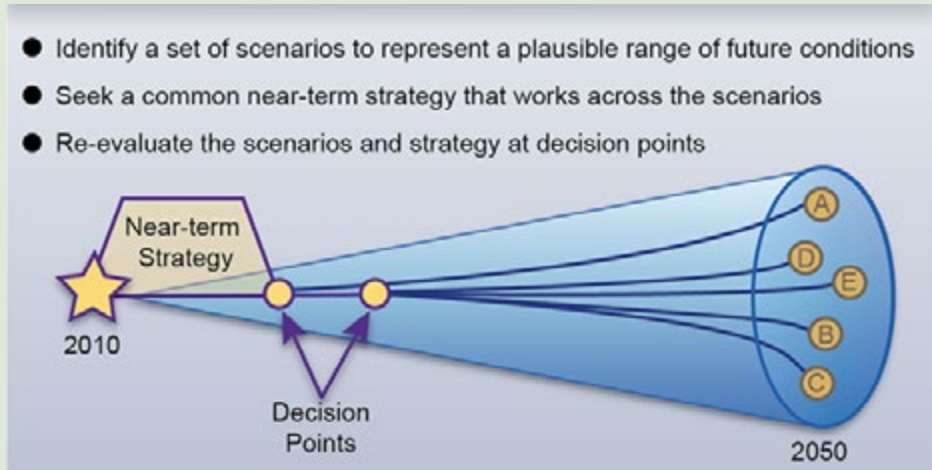 ● Identify a set of scenarios to represent a plausible range of future conditions
● Seek a common near-term strategy that works across the scenarios
● Re-evaluate the scenarios and strategy at decision points
Near-term
Strategy
2010
Decision
Points
A
D
E
B
C
2050